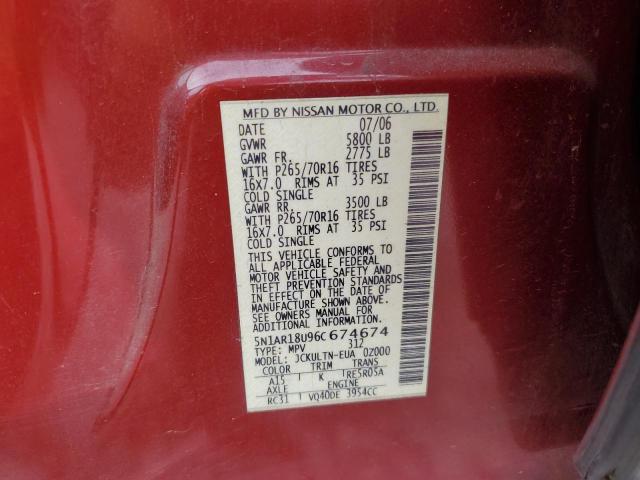 MFD BY NISSAN MOTOR CO., LTD.
DATE 07/06
GVWR 5800 LB
GAWR FR. 2775 LB
WITH P265/70R16 TIRES
16X7.0 RIMS AT 35 PSI
COLD SINGLE
GAWR RR. 3500 LB
WITH P265/70R16 TIRES
16X7.0 RIMS AT 35 PSI
COLD SINGLE
THIS VEHICLE CONFORMS TO
ALL APPLICABLE FEDERAL
MOTOR VEHICLE SAFETY AND
THEFT PREVENTION STANDARDS
IN EFFECT ON THE DATE OF
MANUFACTURE SHOWN ABOVE.
SEE OWNERS MANUAL FOR
ADDITIONAL INFORMATION.
5N1AR18U96C674674
TYPE: MPV 312
MODEL: JCKULTN-EUA 0Z000
COLOR TRIM TRANS
A15 K RE5R05A
AXLE ENGINE
RC31 VQ40DE 3954CC